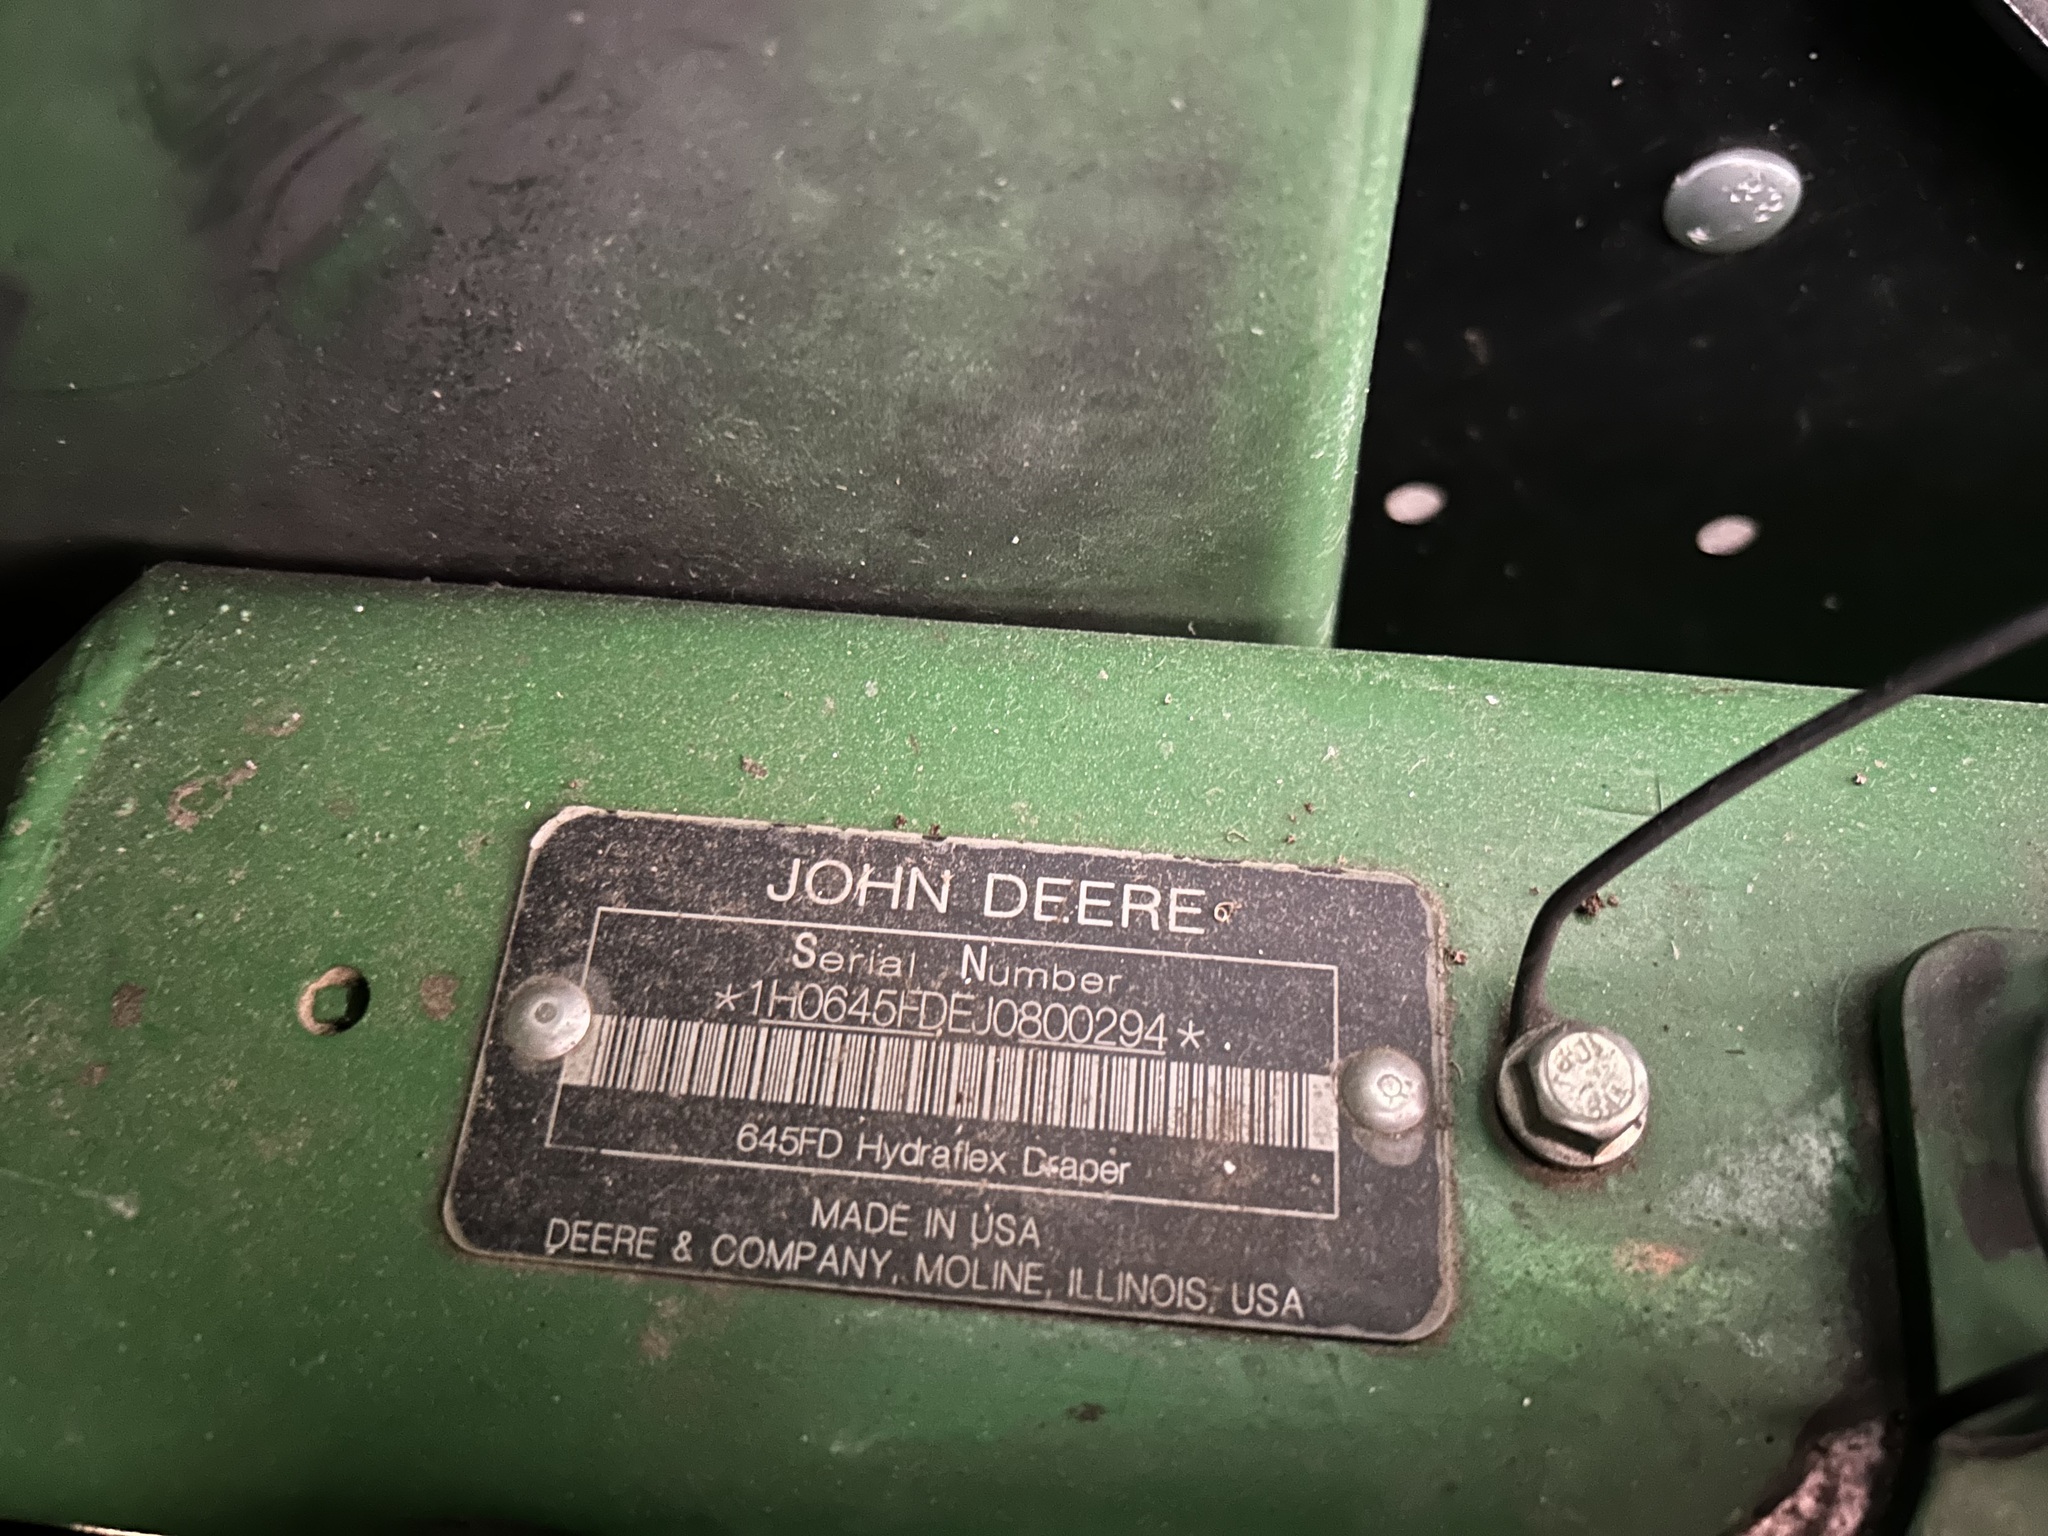 JOHN DEERE
Serial Number
*1H0645FDEJ0800294*
645FD Hydraflex Draper
MADE IN USA
DEERE & COMPANY, MOLINE, ILLINOIS, USA